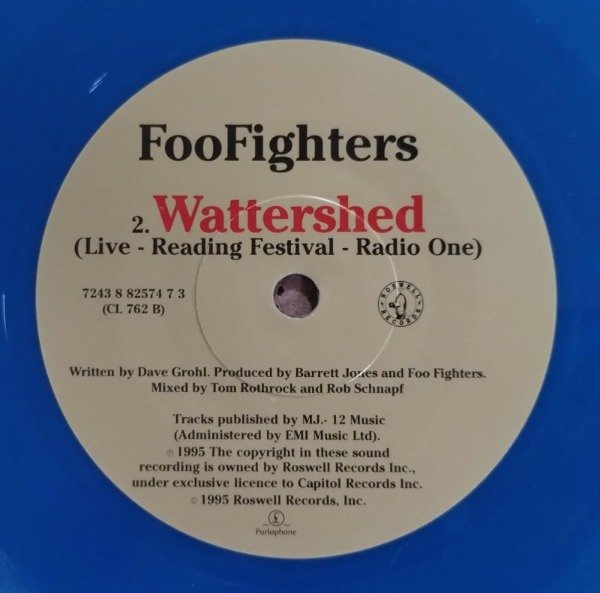 FooFighters
2. Wattershed
(Live - Reading Festival - Radio One)
7243 8 82574 7 3
(CL 762 B)
ROSWELL
RECORDS
Written by Dave Grohl. Produced by Barrett Jones and Foo Fighters.
Mixed by Tom Rothrock and Rob Schnapf
Tracks published by M.J.- 12 Music
(Administered by EMI Music Ltd).
℗ 1995 The copyright in these sound
recording is owned by Roswell Records Inc.,
under exclusive licence to Capitol Records Inc.
© 1995 Roswell Records, Inc.
Parlophone